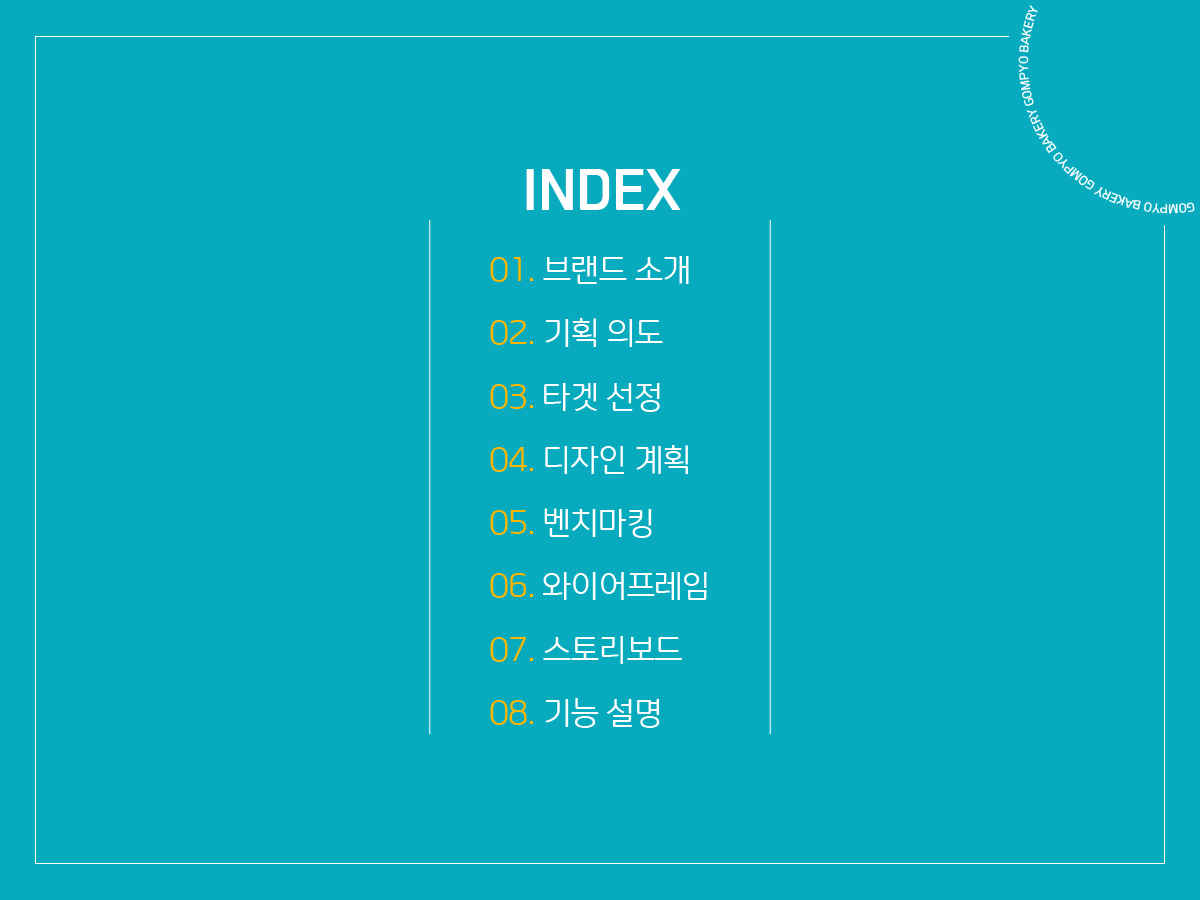 GOMPYO BAKERY GOMPYO BAKERY GOMPYO BAKERY
INDEX
01. 브랜드 소개
02. 기획 의도
03. 타겟 선정
04. 디자인 계획
05. 벤치마킹
06. 와이어프레임
07. 스토리보드
08. 기능 설명